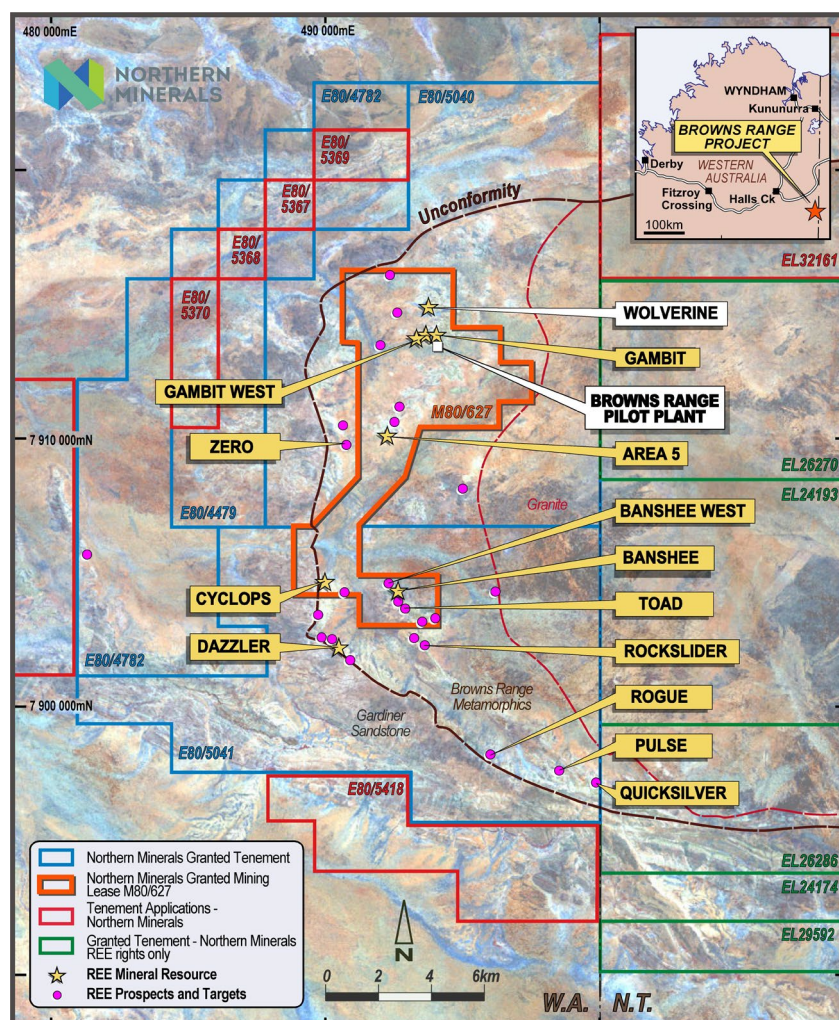 480 000mE
490 000mE
NORTHERN
MINERALS
E80/4782
E80/5040
E80/
5369
E80/
5367
E80/
5368
E80/
5370
Unconformity
WYNDHAM
Kununurra
BROWNS RANGE
PROJECT
Derby
WESTERN
AUSTRALIA
Fitzroy
Crossing
Halls Ck
100km
EL32161
WOLVERINE
GAMBIT
GAMBIT WEST
BROWNS RANGE
PILOT PLANT
M80/627
7 910 000mN
ZERO
AREA 5
EL26270
EL24193
E80/4479
Granite
BANSHEE WEST
BANSHEE
CYCLOPS
TOAD
DAZZLER
ROCKSLIDER
E80/4782
7 900 000mN
Browns Range
Metamorphics
ROGUE
Gardiner
Sandstone
PULSE
E80/5041
E80/5418
QUICKSILVER
EL26286
EL24174
EL29592
Northern Minerals Granted Tenement
Northern Minerals Granted Mining
Lease M80/627
Tenement Applications -
Northern Minerals
Granted Tenement - Northern Minerals
REE rights only
REE Mineral Resource
REE Prospects and Targets
N
0 2 4 6km
W.A. N.T.